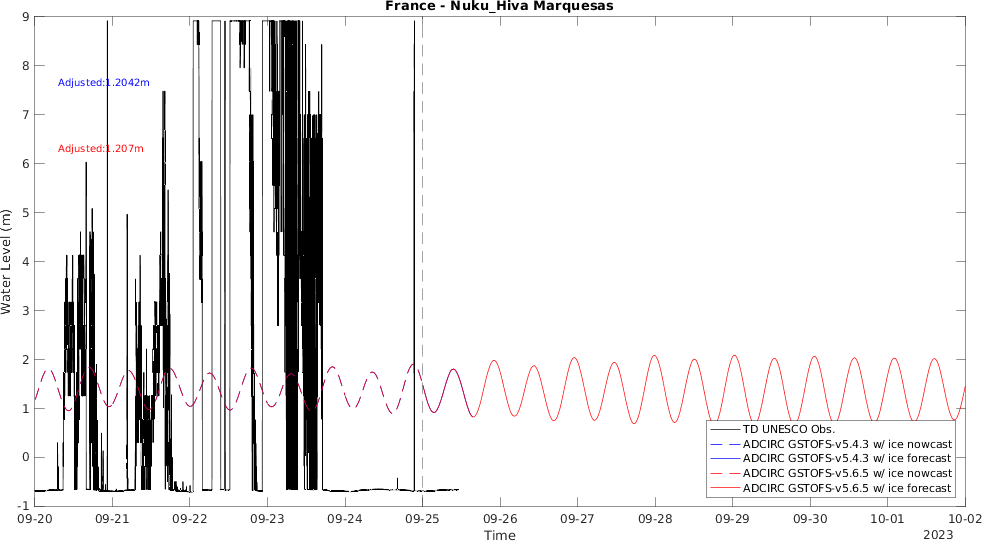 France - Nuku_Hiva Marquesas
9
8
7
6
5
4
3
2
1
0
-1
Water Level (m)
Adjusted:1.2042m
Adjusted:1.207m
TD UNESCO Obs.
ADCIRC GSTOFS-v5.4.3 w/ ice nowcast
ADCIRC GSTOFS-v5.4.3 w/ ice forecast
ADCIRC GSTOFS-v5.6.5 w/ ice nowcast
ADCIRC GSTOFS-v5.6.5 w/ ice forecast
09-20 09-21 09-22 09-23 09-24 09-25 09-26 09-27 09-28 09-29 09-30 10-01 10-02
Time
2023